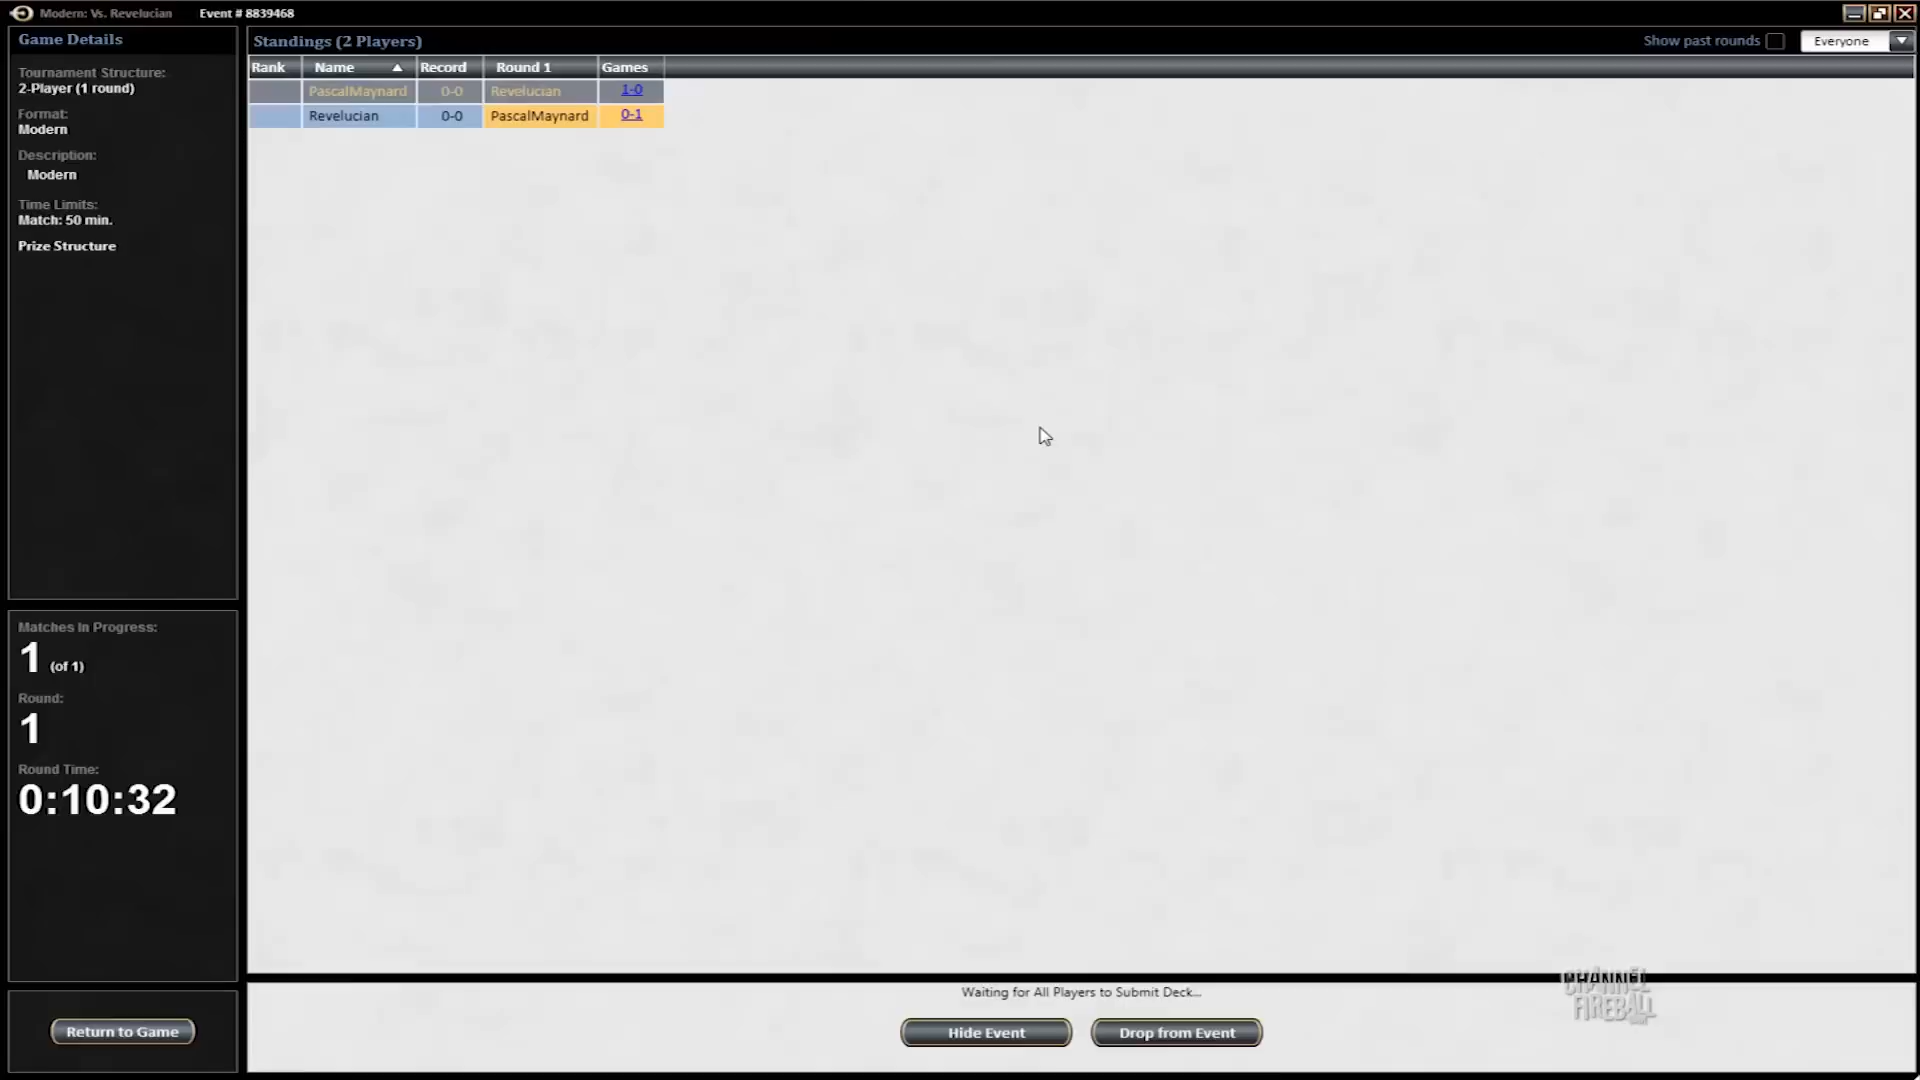 Modern: Vs. Revelucian Event # 8839468
Game Details
Tournament Structure:
2-Player (1 round)
Format:
Modern
Description:
Modern
Time Limits:
Match: 50 min.
Prize Structure
Standings (2 Players)
Show past rounds
Everyone
Rank Name Record Round 1 Games
PascalMaynard 0-0 Revelucian 1-0
Revelucian 0-0 PascalMaynard 0-1
Matches In Progress:
1 (of 1)
Round:
1
Round Time:
0:10:32
Return to Game
Waiting for All Players to Submit Deck...
Hide Event Drop from Event
CHANNEL
FIREBALL